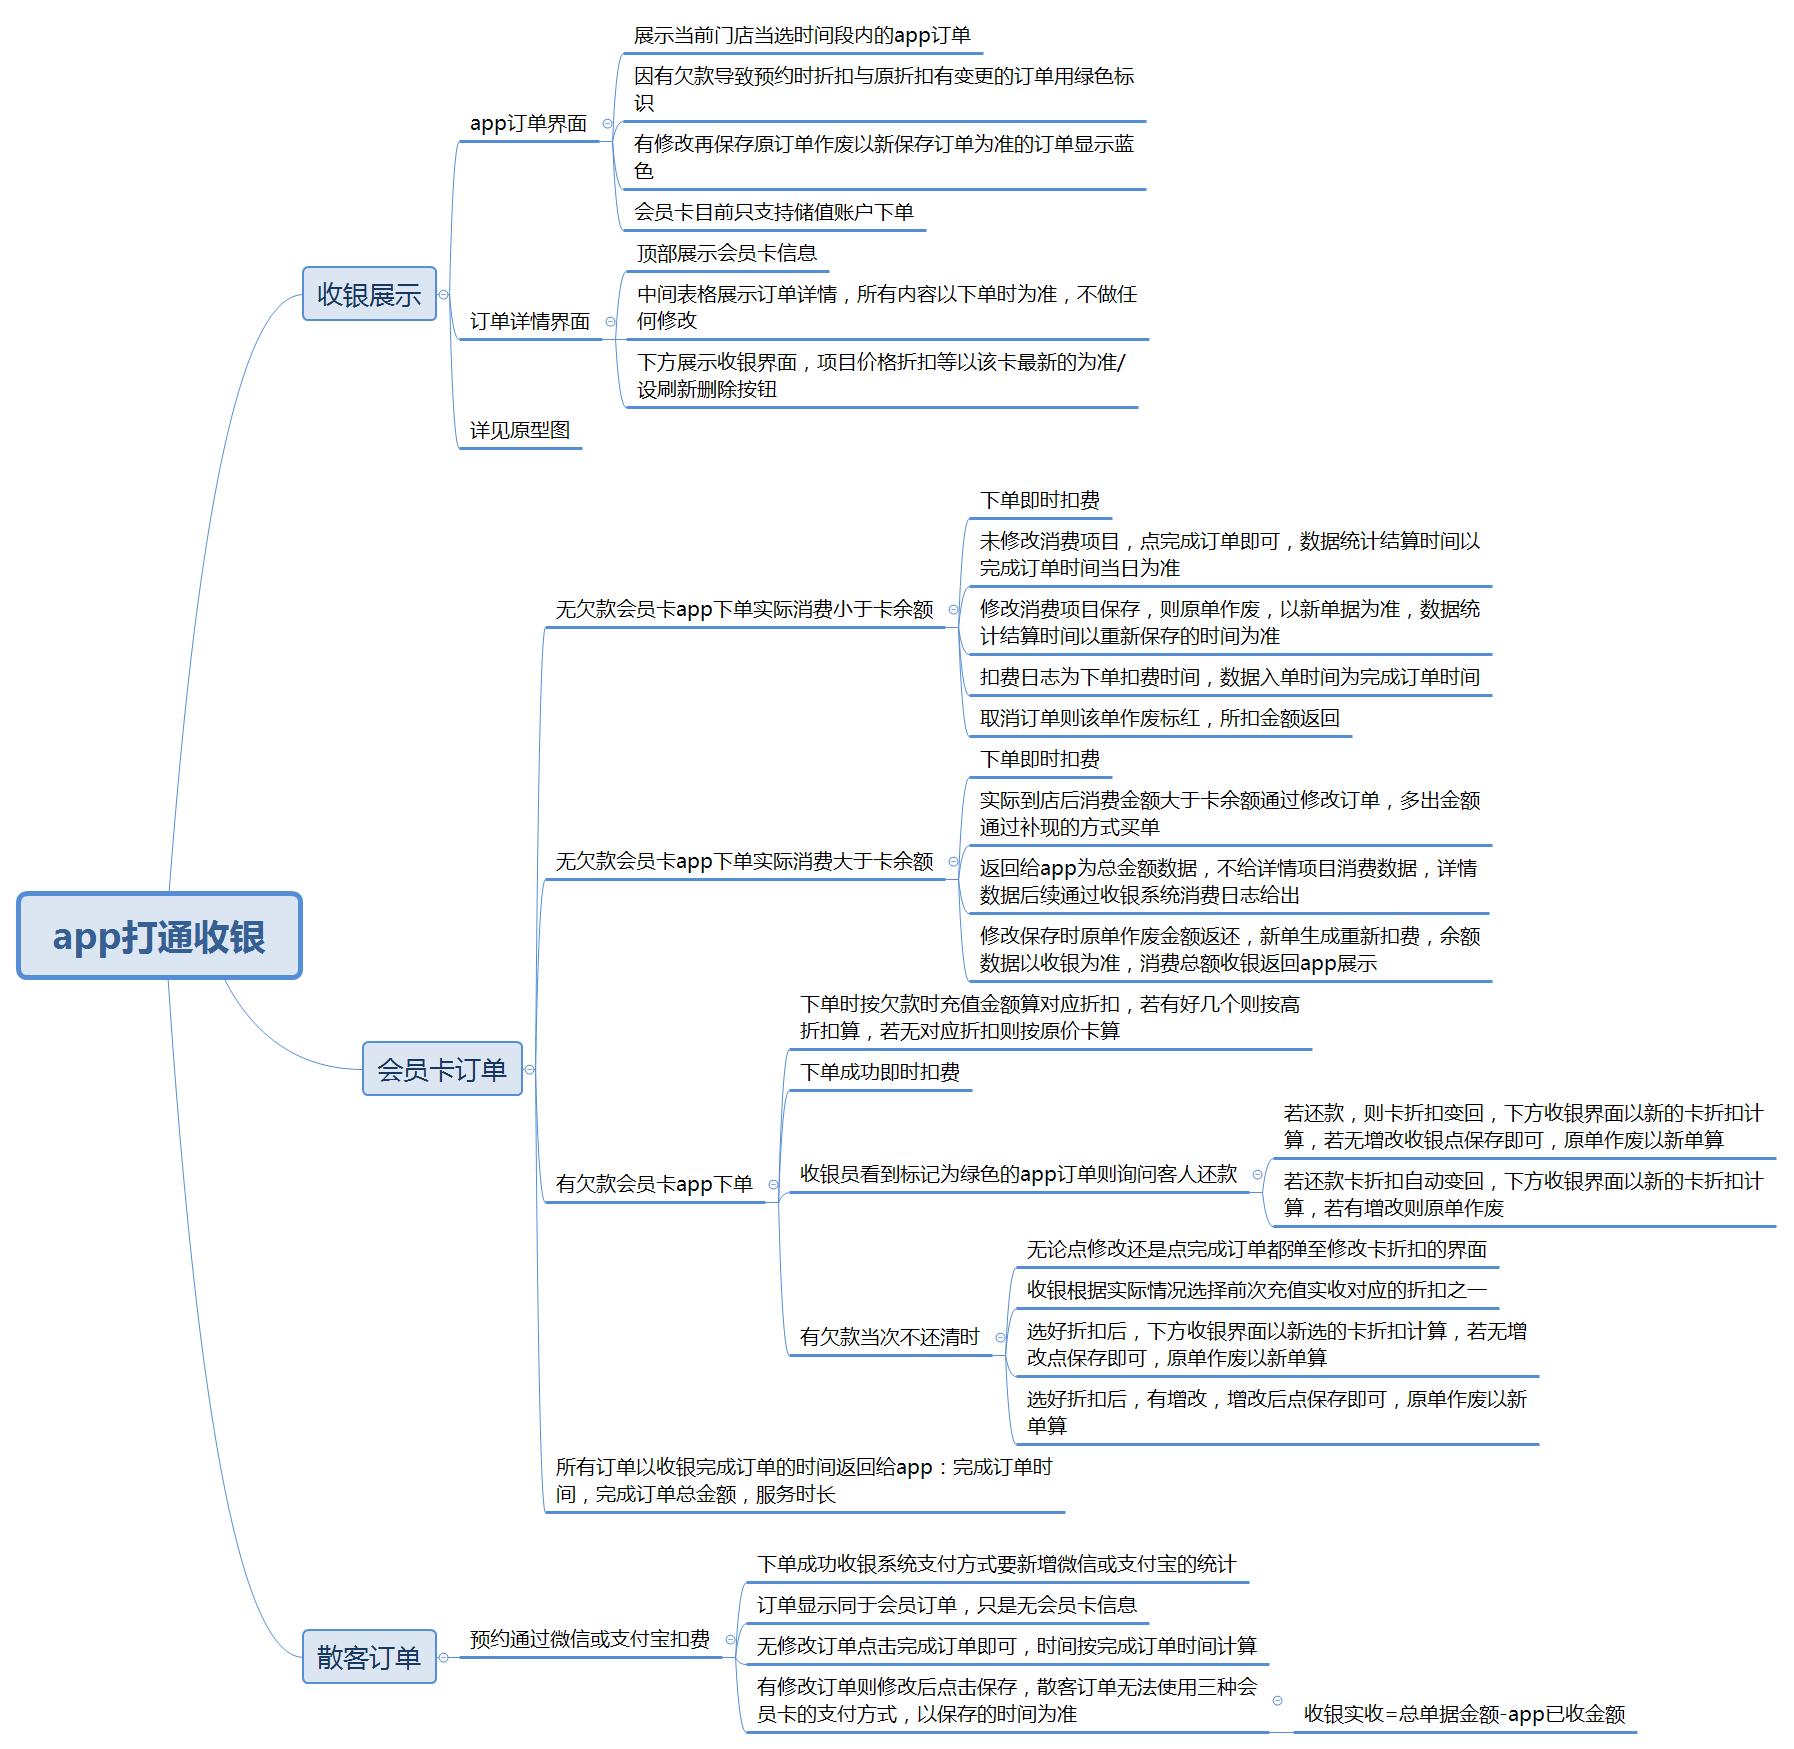 app打通收银
收银展示
app订单界面
展示当前门店当选时间段内的app订单
因有欠款导致预约时折扣与原折扣有变更的订单用绿色标
识
有修改再保存原订单作废以新保存订单为准的订单显示蓝
色
会员卡目前只支持储值账户下单
订单详情界面
顶部展示会员卡信息
中间表格展示订单详情，所有内容以下单时为准，不做任
何修改
下方展示收银界面，项目价格折扣等以该卡最新的为准/
设刷新删除按钮
详见原型图
会员卡订单
无欠款会员卡app下单实际消费小于卡余额
下单即时扣费
未修改消费项目，点完成订单即可，数据统计结算时间以
完成订单时间当日为准
修改消费项目保存，则原单作废，以新单据为准，数据统
计结算时间以重新保存的时间为准
扣费日志为下单扣费时间，数据入单时间为完成订单时间
取消订单则该单作废标红，所扣金额返回
无欠款会员卡app下单实际消费大于卡余额
下单即时扣费
实际到店后消费金额大于卡余额通过修改订单，多出金额
通过补现的方式买单
返回给app为总金额数据，不给详情项目消费数据，详情
数据后续通过收银系统消费日志给出
修改保存时原单作废金额返还，新单生成重新扣费，余额
数据以收银为准，消费总额收银返回app展示
有欠款会员卡app下单
下单时按欠款时充值金额算对应折扣，若有好几个则按高
折扣算，若无对应折扣则按原价卡算
下单成功即时扣费
收银员看到标记为绿色的app订单则询问客人还款
若还款，则卡折扣变回，下方收银界面以新的卡折扣计
算，若无增改收银点保存即可，原单作废以新单算
若还款卡折扣自动变回，下方收银界面以新的卡折扣计
算，若有增改则原单作废
有欠款当次不还清时
无论点修改还是点完成订单都弹至修改卡折扣的界面
收银根据实际情况选择前次充值实收对应的折扣之一
选好折扣后，下方收银界面以新选的卡折扣计算，若无增
改点保存即可，原单作废以新单算
选好折扣后，有增改，增改后点保存即可，原单作废以新
单算
所有订单以收银完成订单的时间返回给app：完成订单时
间，完成订单总金额，服务时长
散客订单
预约通过微信或支付宝扣费
下单成功收银系统支付方式要新增微信或支付宝的统计
订单显示同于会员订单，只是无会员卡信息
无修改订单点击完成订单即可，时间按完成订单时间计算
有修改订单则修改后点击保存，散客订单无法使用三种会
员卡的支付方式，以保存的时间为准
收银实收=总单据金额-app已收金额